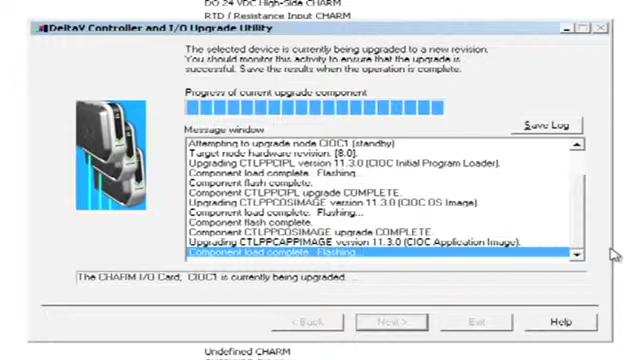 DO 24 VDC High-Side CHARM
RTD / Resistance Input CHARM
DeltaV Controller and I/O Upgrade Utility
The selected device is currently being upgraded to a new revision.
You should monitor this activity to ensure that the upgrade is
successful. Save the results when the operation is complete.
Progress of current upgrade component
Message window
Save Log
Attempting to upgrade node CIOC1 (standby)
Target node hardware revision: [8.0].
Upgrading CTLPPCIPL version 11.3.0 (CIOC Initial Program Loader).
Component load complete. Flashing...
Component flash complete.
Component CTLPPCIPL upgrade COMPLETE.
Upgrading CTLPPCOSIMAGE version 11.3.0 (CIOC OS Image).
Component load complete. Flashing...
Component flash complete.
Component CTLPPCOSIMAGE upgrade COMPLETE.
Upgrading CTLPPCAPPIMAGE version 11.3.0 (CIOC Application Image).
Component load complete. Flashing...
The CHARM I/O Card, CIOC1 is currently being upgraded. ...
< Back
Next >
Exit
Help
Undefined CHARM